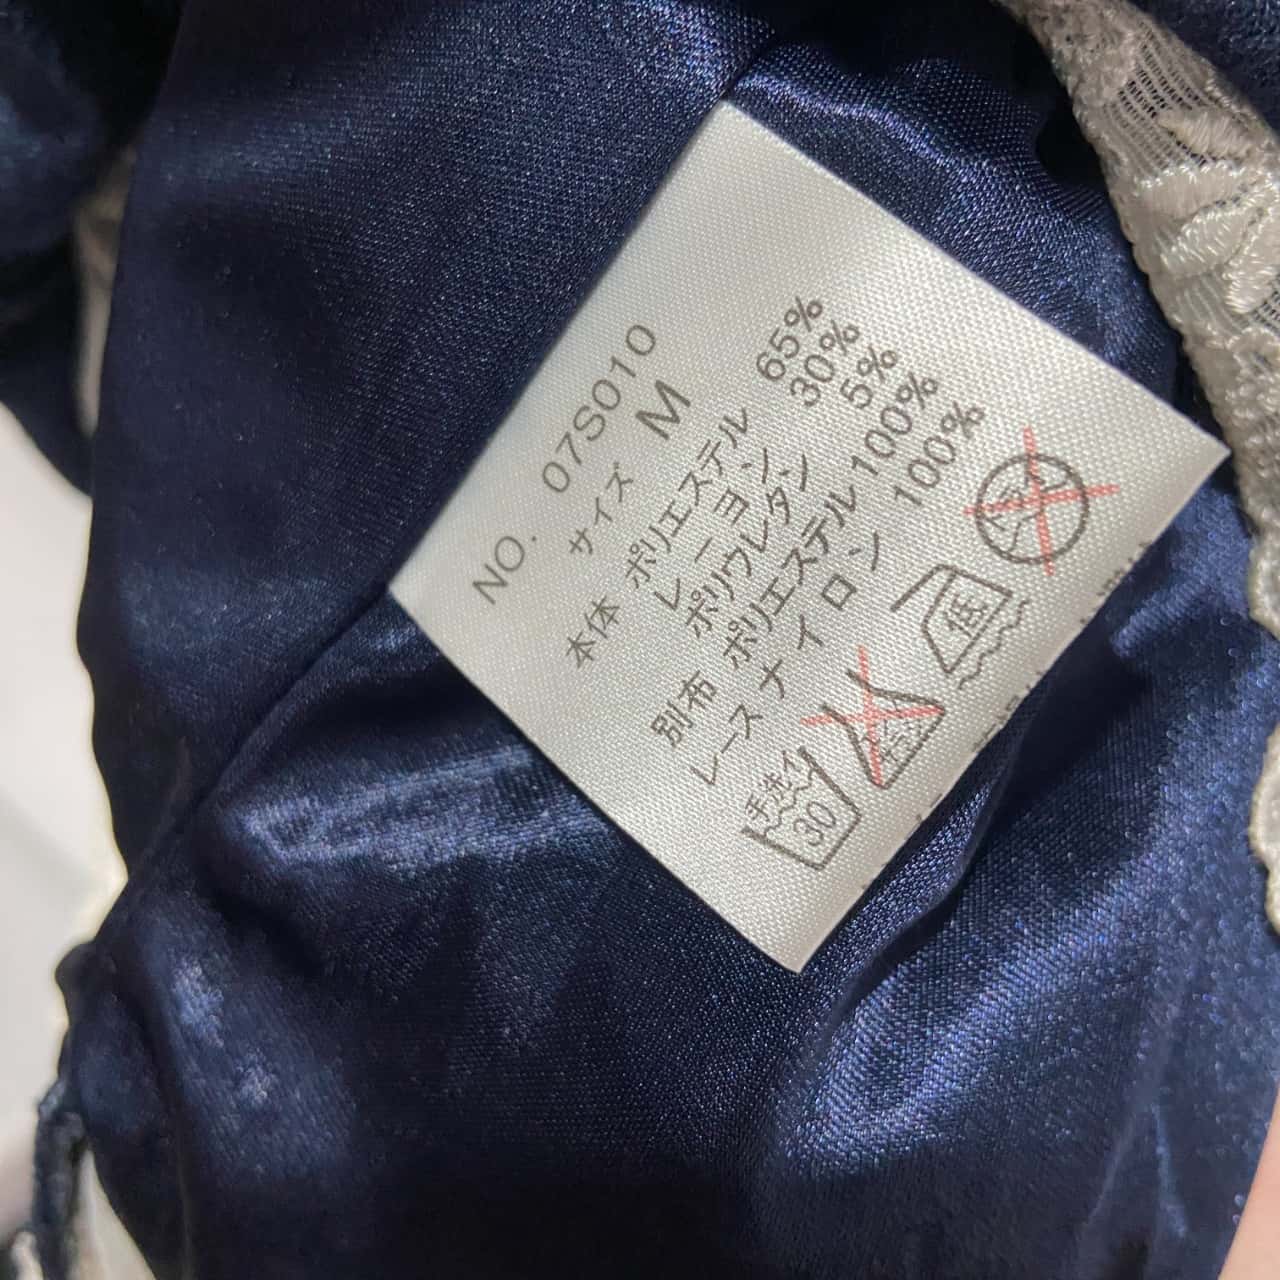 NO. 07S010
サイズ M
本体 ポリエステル 65%
レーヨン 30%
ポリウレタン 5%
別布 ポリエステル 100%
レース ナイロン 100%
手洗イ
30
低